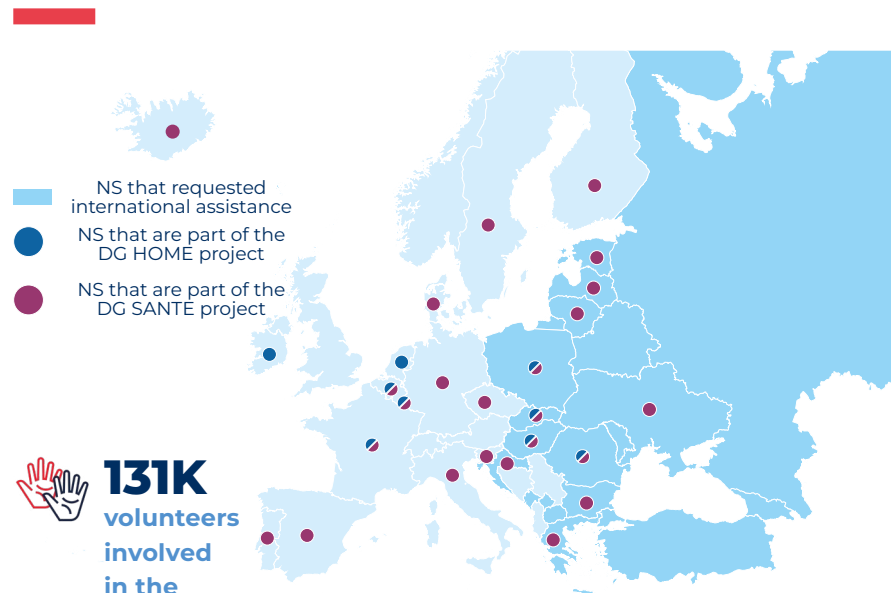 NS that requested
international assistance
NS that are part of the
DG HOME project
NS that are part of the
DG SANTE project
131K
volunteers
involved
in the